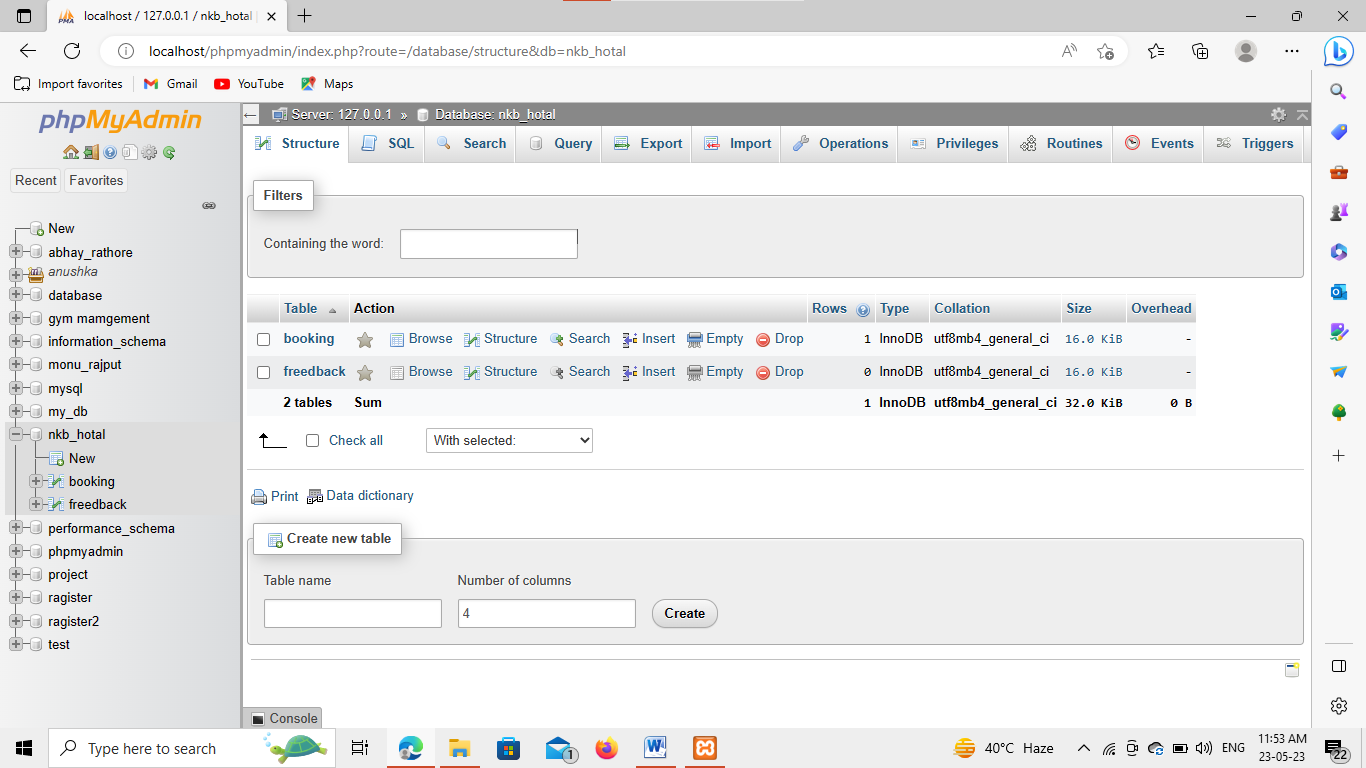 localhost / 127.0.0.1 / nkb_hotal
localhost/phpmyadmin/index.php?route=/database/structure&db=nkb_hotal
Import favorites Gmail YouTube Maps
phpMyAdmin
Recent Favorites
New
abhay_rathore
anushka
database
gym mamgement
information_schema
monu_rajput
mysql
my_db
nkb_hotal
New
booking
freedback
performance_schema
phpmyadmin
project
ragister
ragister2
test
Server: 127.0.0.1 » Database: nkb_hotal
Structure SQL Search Query Export Import Operations Privileges Routines Events Triggers
Filters
Containing the word:
Table Action Rows Type Collation Size Overhead
booking Browse Structure Search Insert Empty Drop 1 InnoDB utf8mb4_general_ci 16.0 KiB -
freedback Browse Structure Search Insert Empty Drop 0 InnoDB utf8mb4_general_ci 16.0 KiB -
2 tables Sum 1 InnoDB utf8mb4_general_ci 32.0 KiB 0 B
Check all With selected:
Print Data dictionary
Create new table
Table name Number of columns
4 Create
Console
Type here to search
1
40°C Haze
ENG
11:53 AM
23-05-23
22